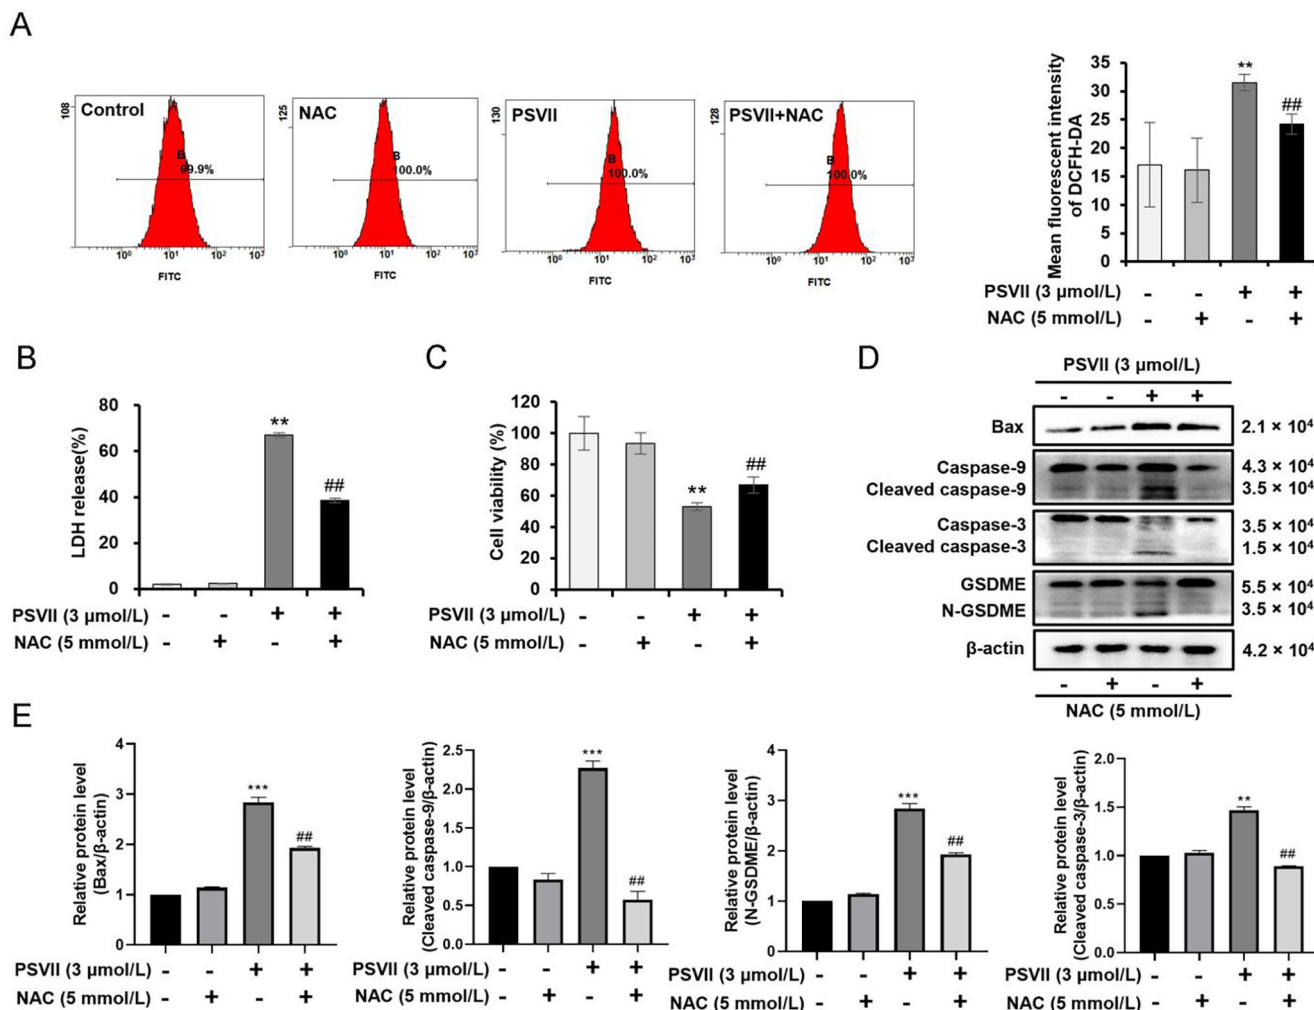 A
Control
108
B
99.9%
10⁰ 10¹ 10² 10³
FITC
NAC
125
B
100.0%
10⁰ 10¹ 10² 10³
FITC
PSVII
130
B
100.0%
10⁰ 10¹ 10² 10³
FITC
PSVII+NAC
128
B
100.0%
10⁰ 10¹ 10² 10³
FITC
Mean fluorescent intensity
of DCFH-DA
35
30
25
20
15
10
5
0
**
##
PSVII (3 μmol/L) - - + +
NAC (5 mmol/L) - + - +
B
LDH release(%)
80
60
40
20
0
**
##
PSVII (3 μmol/L) - - + +
NAC (5 mmol/L) - + - +
C
Cell viability (%)
120
100
80
60
40
20
0
**
##
PSVII (3 μmol/L) - - + +
NAC (5 mmol/L) - + - +
D
PSVII (3 μmol/L)
- - + +
Bax 2.1 × 10⁴
Caspase-9 4.3 × 10⁴
Cleaved caspase-9 3.5 × 10⁴
Caspase-3 3.5 × 10⁴
Cleaved caspase-3 1.5 × 10⁴
GSDME 5.5 × 10⁴
N-GSDME 3.5 × 10⁴
β-actin 4.2 × 10⁴
- + - +
NAC (5 mmol/L)
E
Relative protein level
(Bax/β-actin)
4
3
2
1
0
***
##
PSVII (3 μmol/L) - - + +
NAC (5 mmol/L) - + - +
Relative protein level
(Cleaved caspase-9/β-actin)
2.5
2.0
1.5
1.0
0.5
0.0
***
##
PSVII (3 μmol/L) - - + +
NAC (5 mmol/L) - + - +
Relative protein level
(N-GSDME/β-actin)
4
3
2
1
0
***
##
PSVII (3 μmol/L) - - + +
NAC (5 mmol/L) - + - +
Relative protein level
(Cleaved caspase-3/β-actin)
2.0
1.5
1.0
0.5
0.0
**
##
PSVII (3 μmol/L) - - + +
NAC (5 mmol/L) - + - +